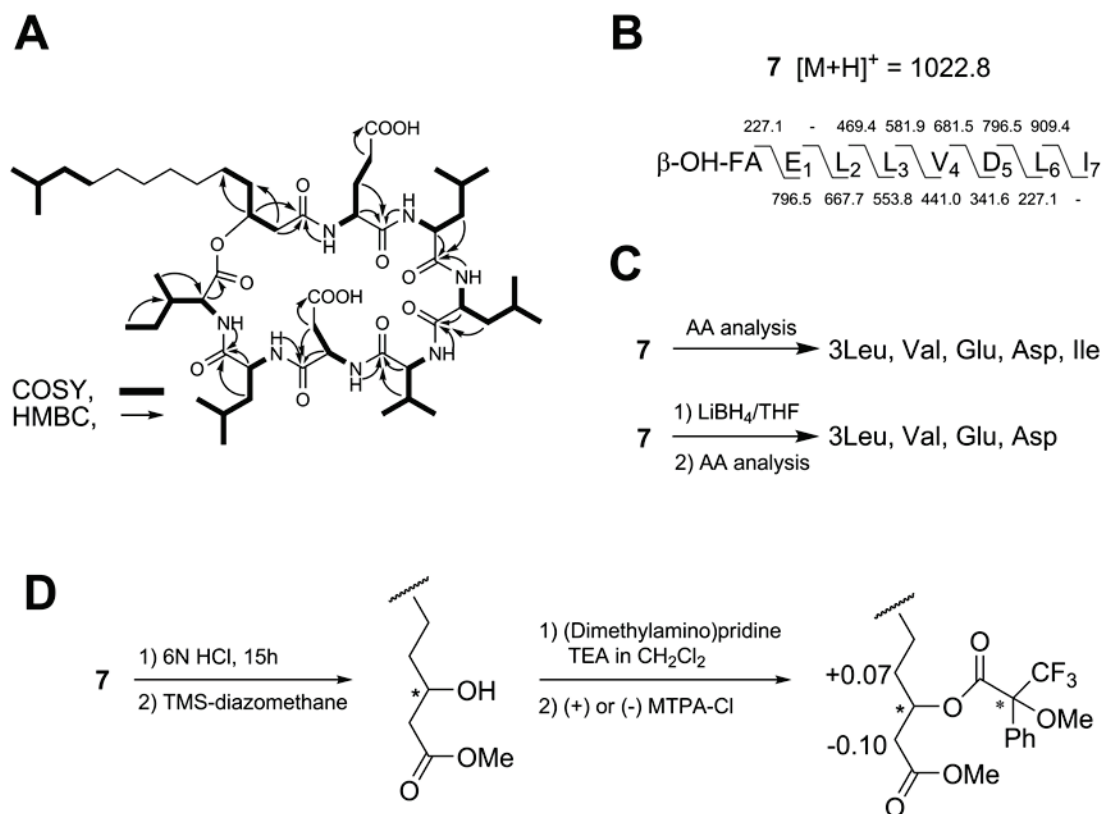 A
COOH
O
N
H
O
H
N
O
O
O
NH
O
NH
O
H
N
O
COOH
N
H
O
NH
O
COSY,
HMBC,
B
7 [M+H]+ = 1022.8
227.1 - 469.4 581.9 681.5 796.5 909.4
β-OH-FA E1 L2 L3 V4 D5 L6 I7
796.5 667.7 553.8 441.0 341.6 227.1 -
C
7 AA analysis 3Leu, Val, Glu, Asp, Ile
7 1) LiBH4/THF 3Leu, Val, Glu, Asp
2) AA analysis
D
7 1) 6N HCl, 15h
2) TMS-diazomethane
* OH
O OMe
1) (Dimethylamino)pridine
TEA in CH2Cl2
2) (+) or (-) MTPA-Cl
+0.07 O CF3
* O * OMe
-0.10 Ph
O OMe